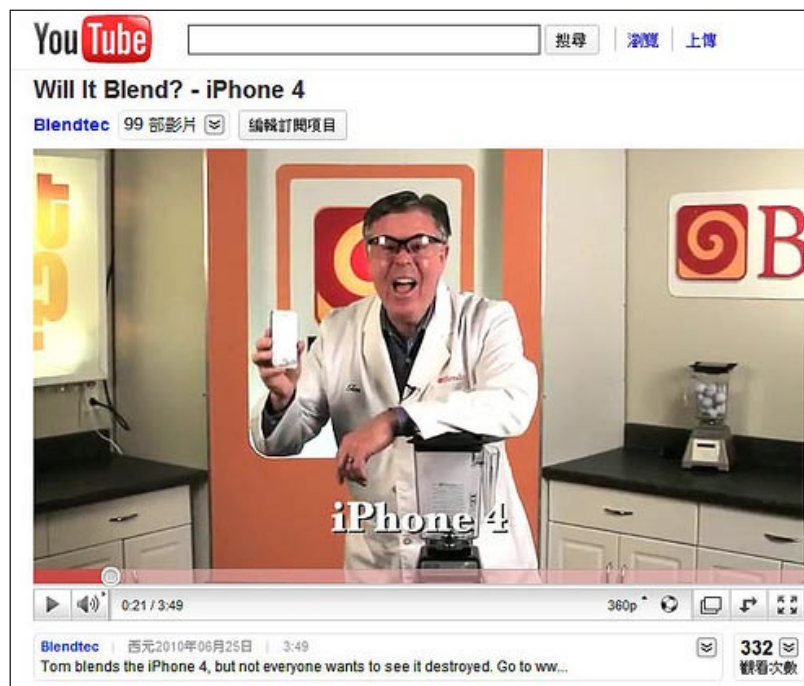 YouTube 搜尋 瀏覽 上傳
Will It Blend? - iPhone 4
Blendtec 99 部影片 編輯訂閱項目
t
?
B
iPhone 4
0:21 / 3:49 360p
Blendtec 西元2010年06月25日 3:49
Tom blends the iPhone 4, but not everyone wants to see it destroyed. Go to ww...
332
觀看次數